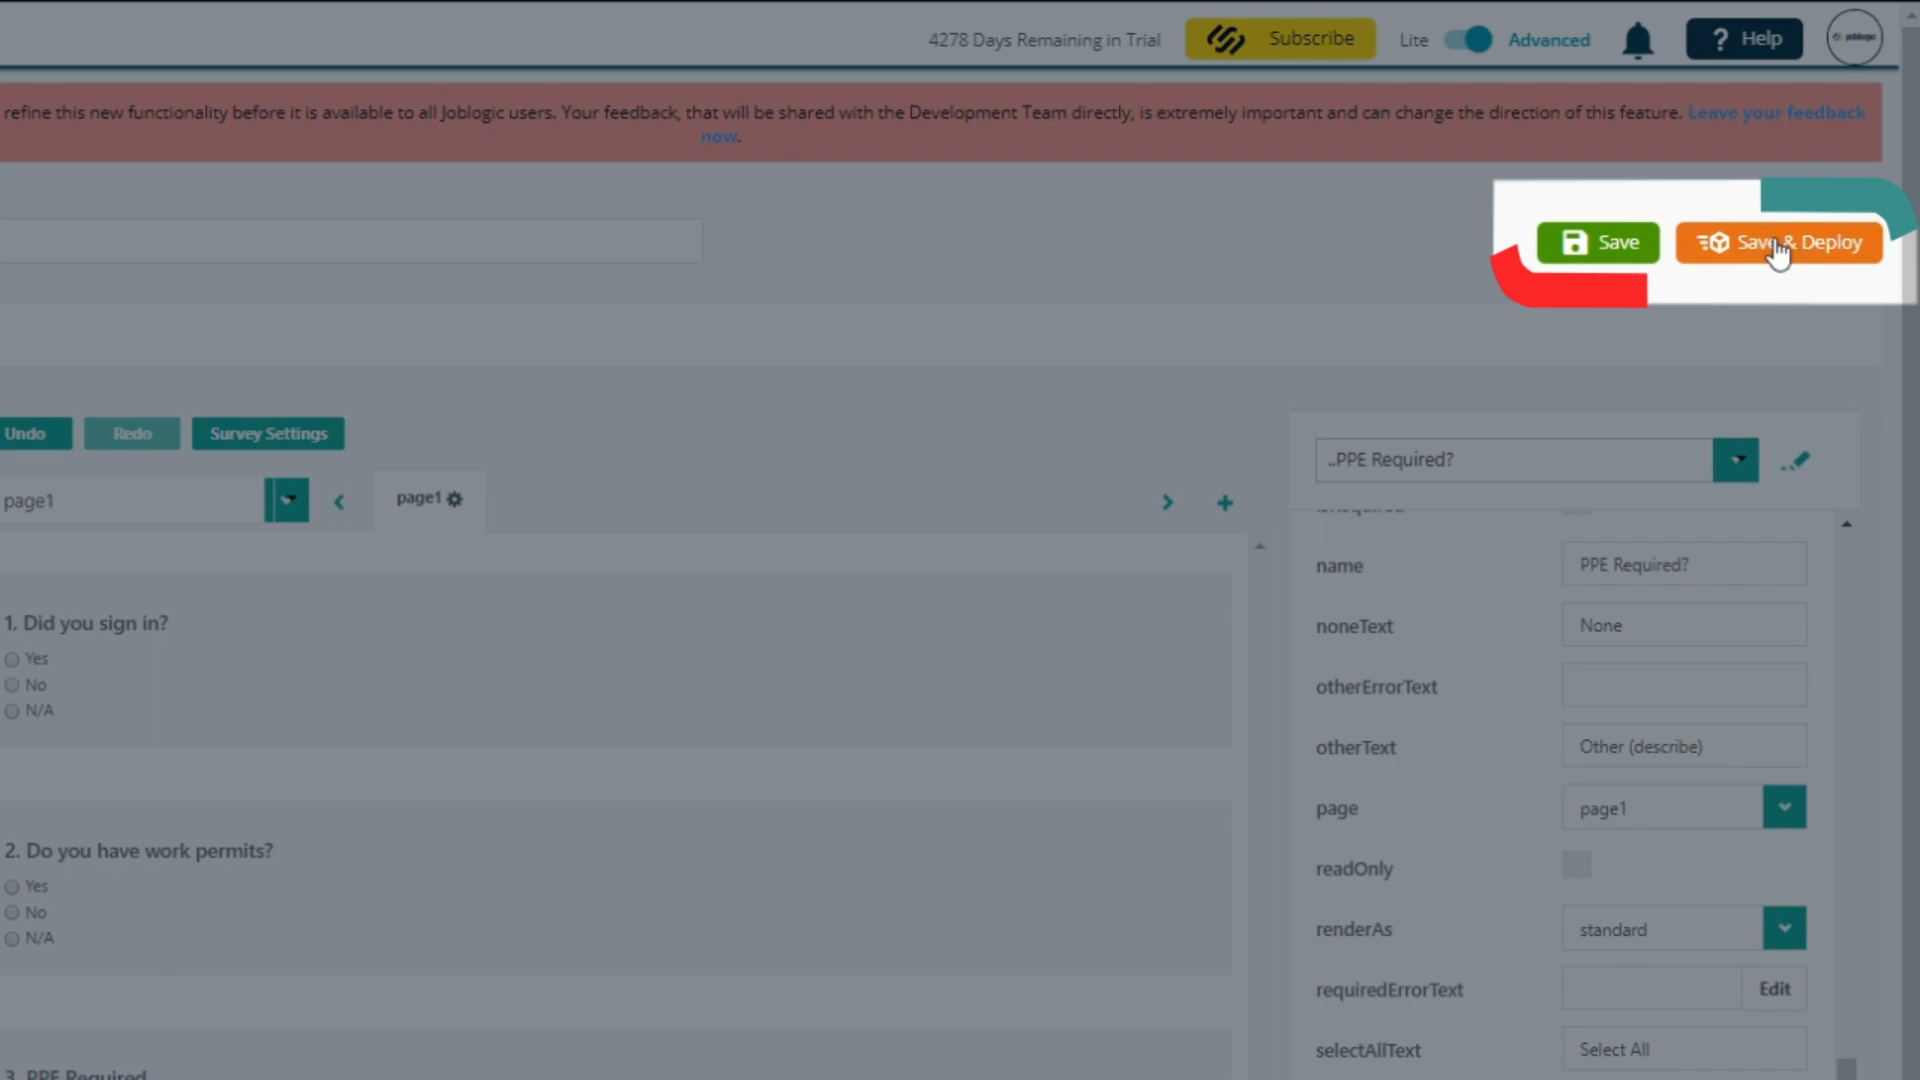 4278 Days Remaining in Trial
Subscribe
Lite
Advanced
? Help
joblogic
refine this new functionality before it is available to all Joblogic users. Your feedback, that will be shared with the Development Team directly, is extremely important and can change the direction of this feature. Leave your feedback
now.
Save
Save & Deploy
Undo
Redo
Survey Settings
..PPE Required?
page1
page1
name
PPE Required?
1. Did you sign in?
noneText
None
Yes
No
otherErrorText
N/A
otherText
Other (describe)
page
page1
2. Do you have work permits?
readOnly
Yes
No
renderAs
standard
N/A
requiredErrorText
Edit
selectAllText
Select All
3. PPE Required